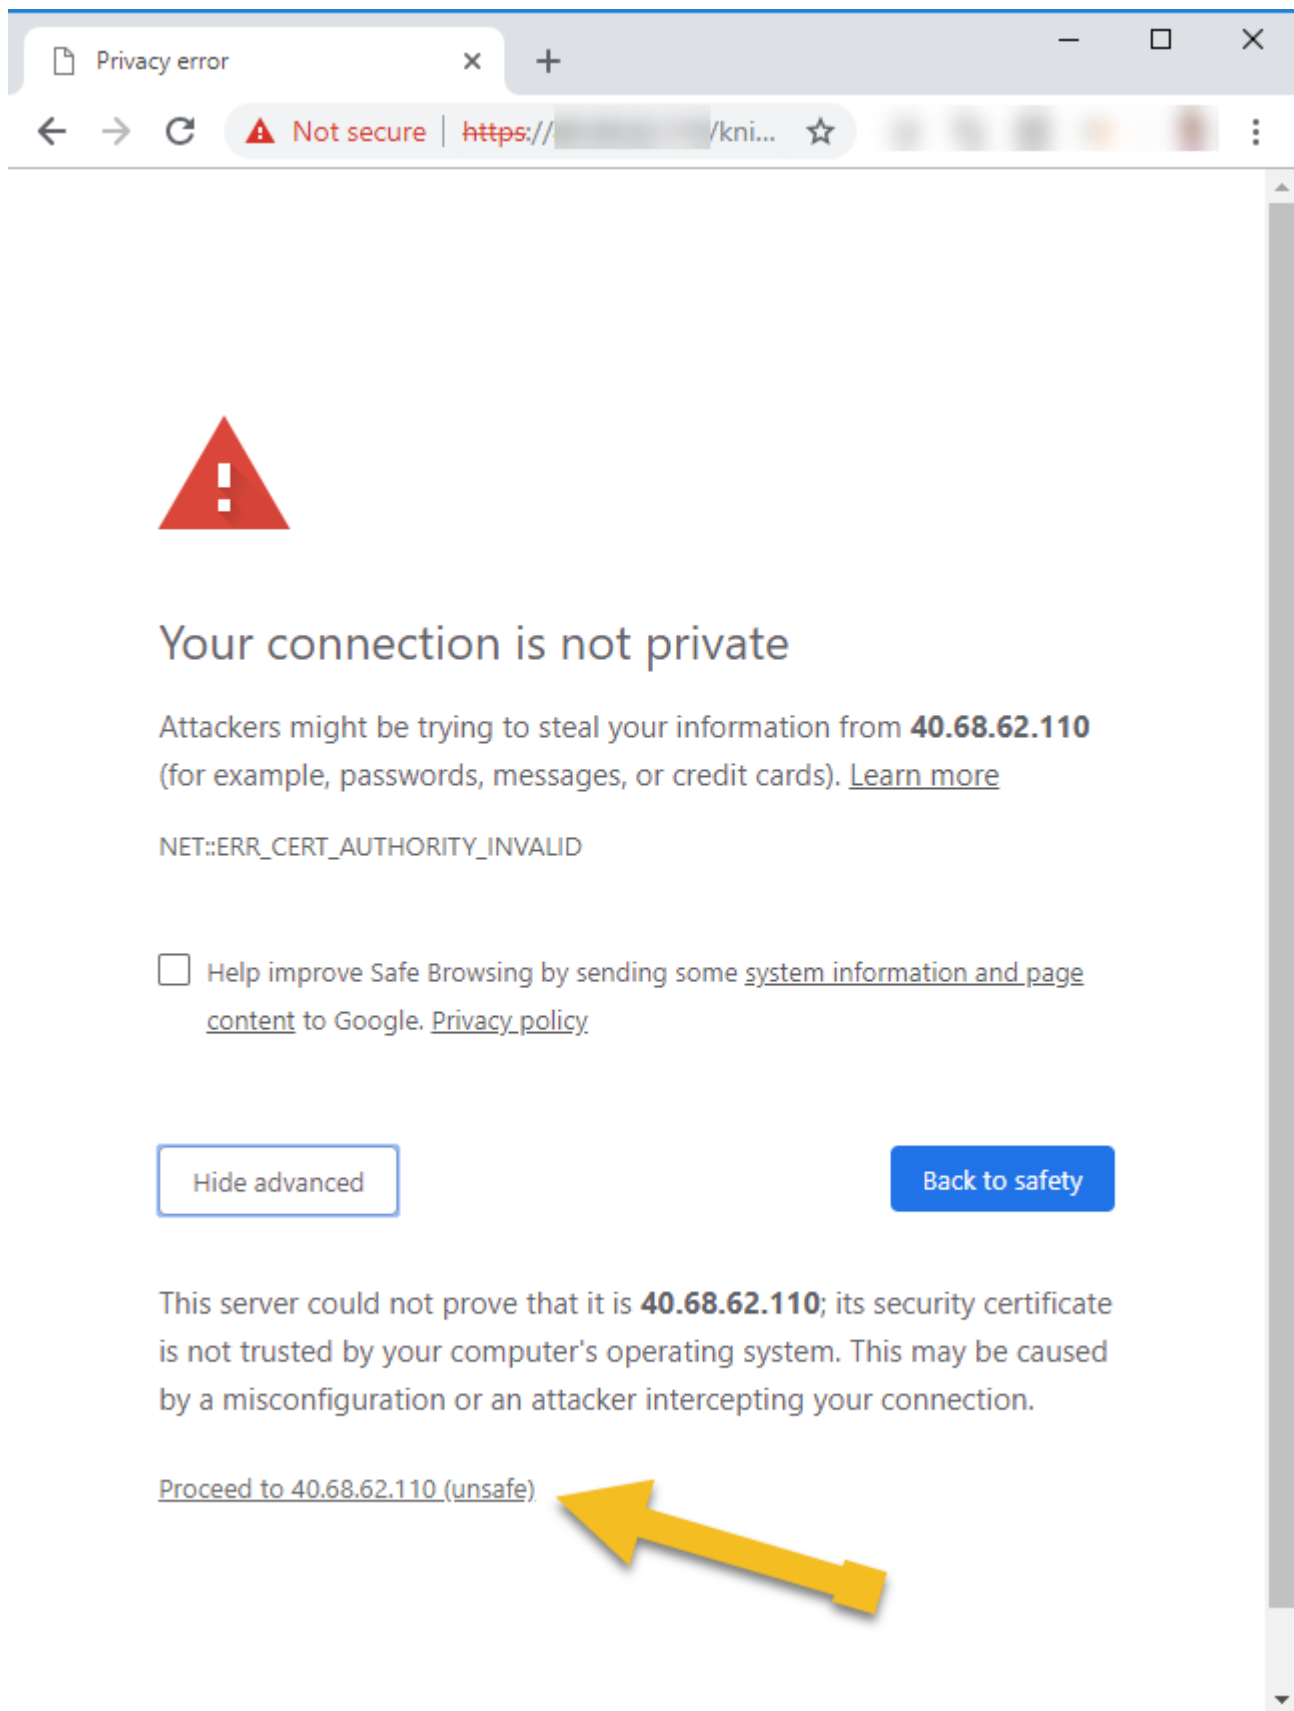 Privacy error
Not secure https:// /kni...
Your connection is not private
Attackers might be trying to steal your information from 40.68.62.110
(for example, passwords, messages, or credit cards). Learn more
NET::ERR_CERT_AUTHORITY_INVALID
Help improve Safe Browsing by sending some system information and page
content to Google. Privacy policy
Hide advanced
Back to safety
This server could not prove that it is 40.68.62.110; its security certificate
is not trusted by your computer's operating system. This may be caused
by a misconfiguration or an attacker intercepting your connection.
Proceed to 40.68.62.110 (unsafe)